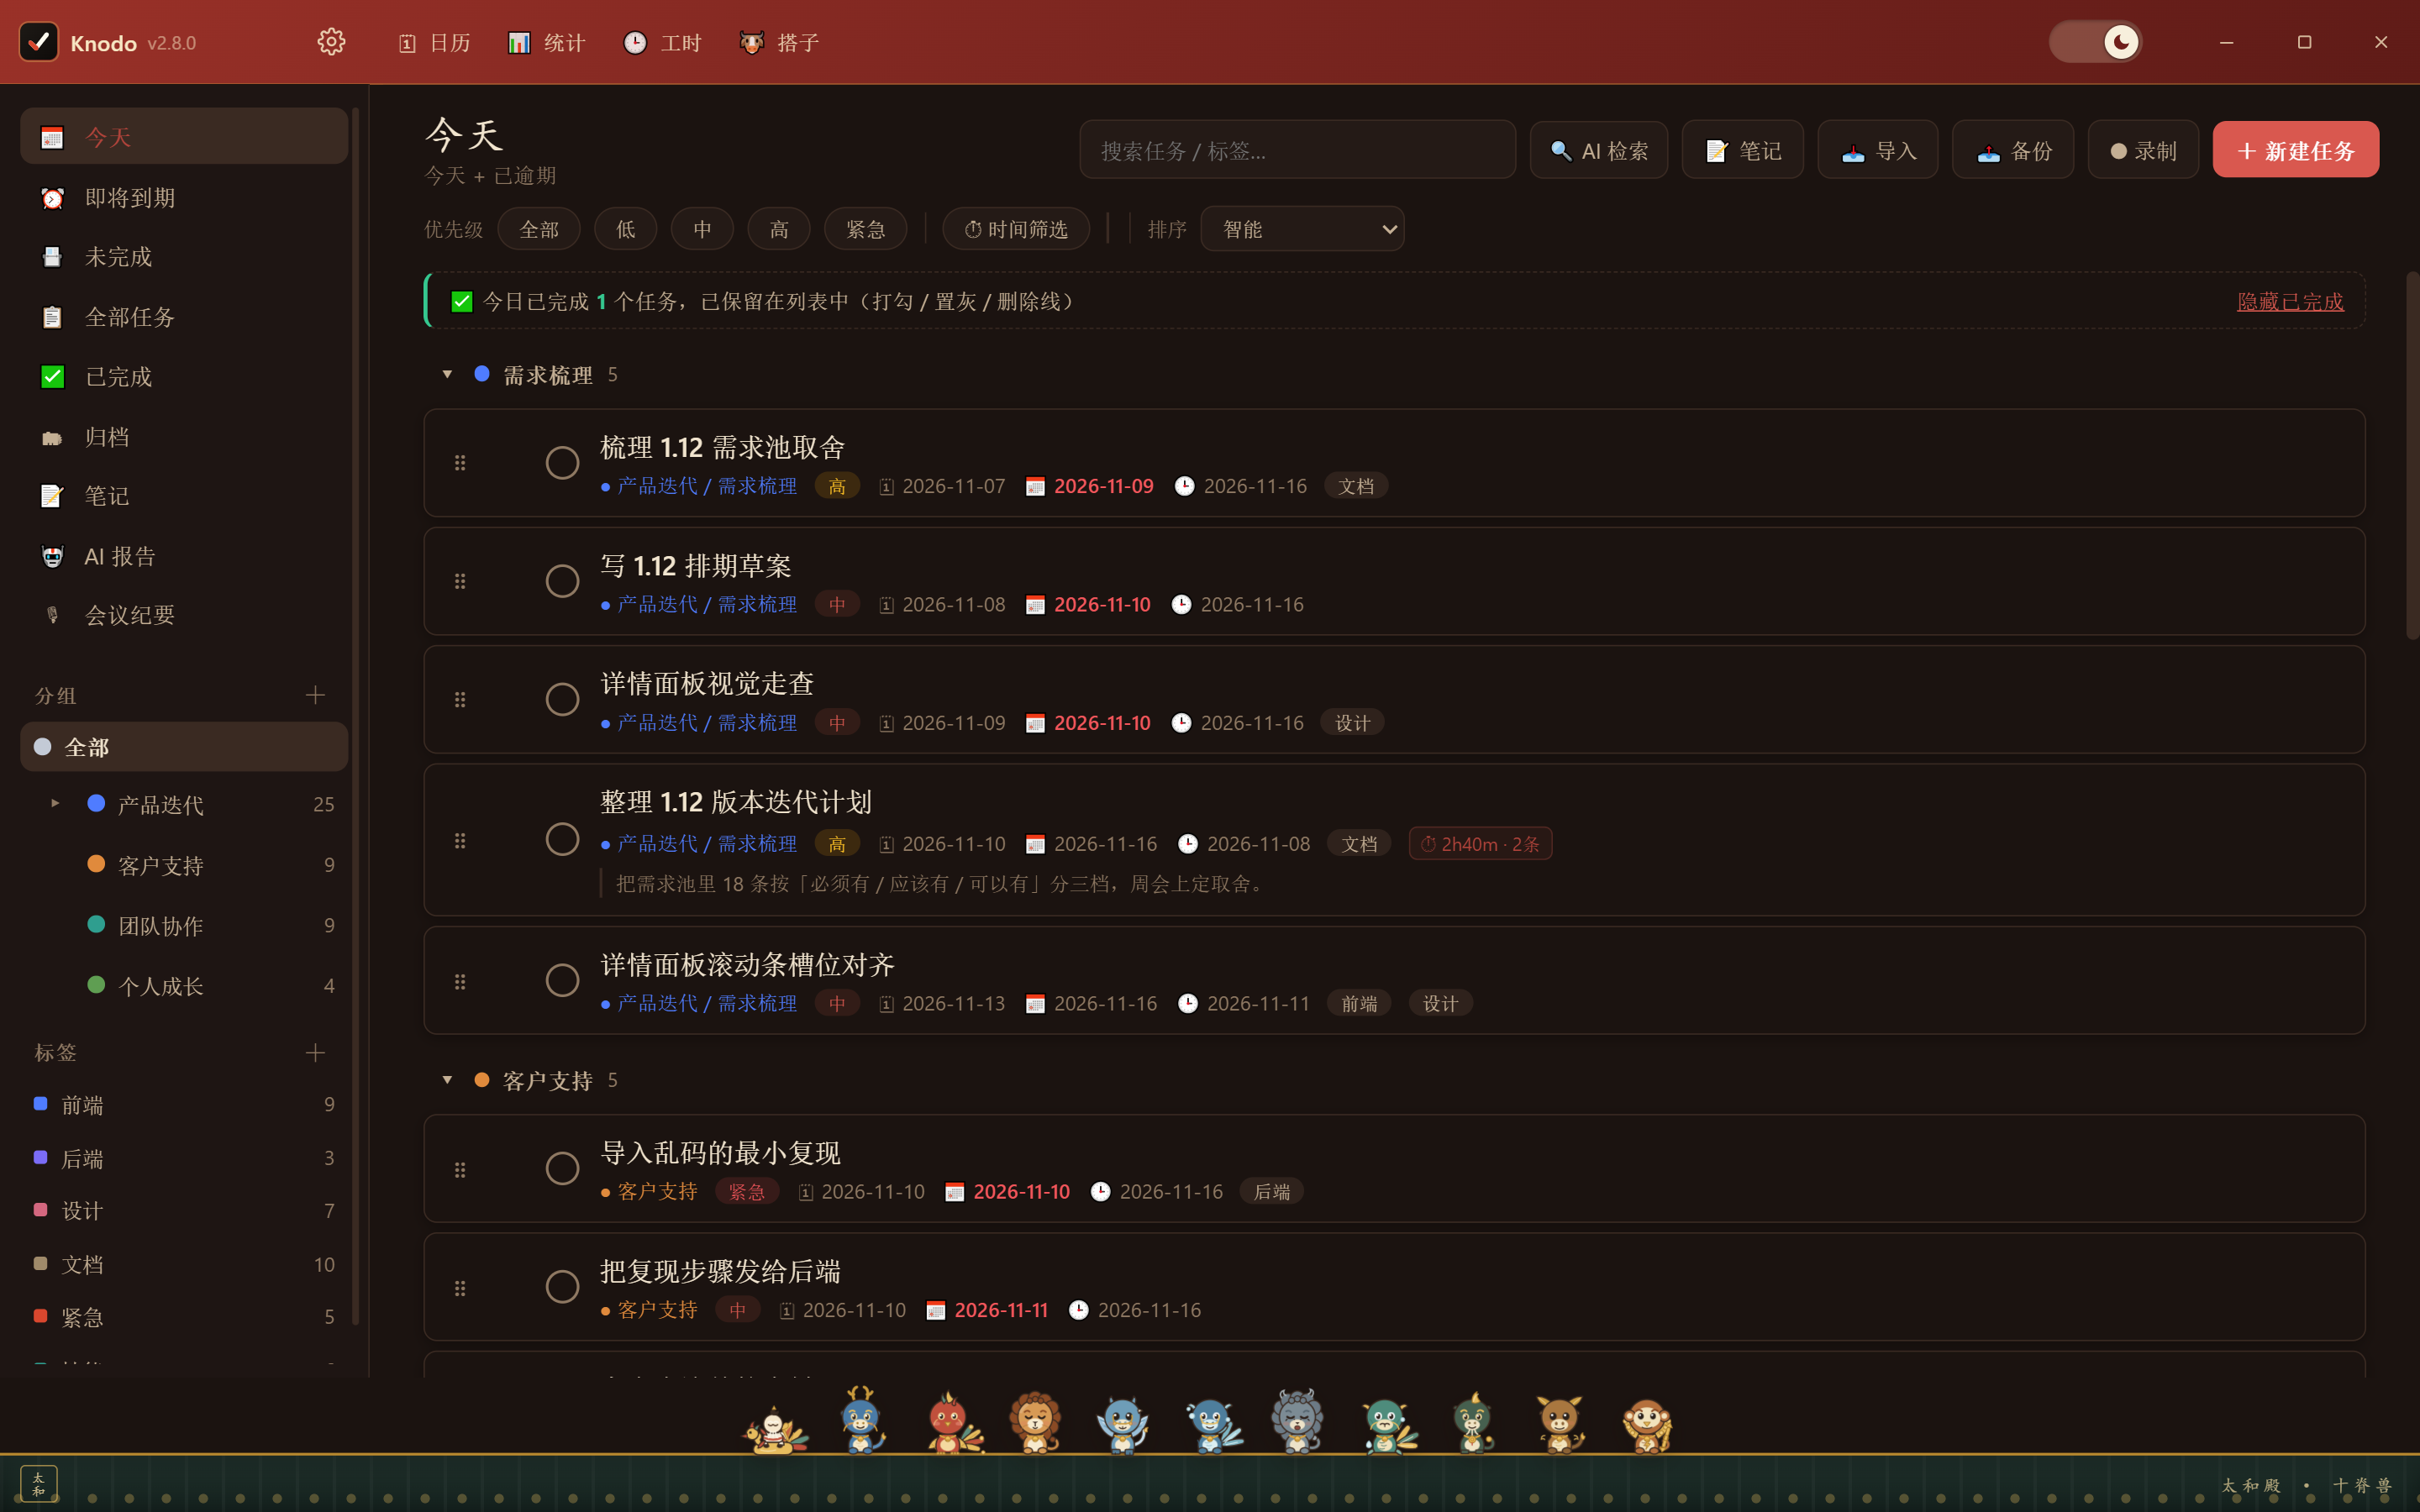 Knodo v2.8.0
日历 统计 工时 搭子
今天
即将到期
未完成
全部任务
已完成
归档
笔记
AI 报告
会议纪要
分组
全部
产品迭代 25
客户支持 9
团队协作 9
个人成长 4
标签
前端 9
后端 3
设计 7
文档 10
紧急 5
今天
今天 + 已逾期
搜索任务 / 标签...
AI 检索
笔记
导入
备份
录制
新建任务
优先级 全部 低 中 高 紧急 时间筛选 排序 智能
今日已完成 1 个任务，已保留在列表中（打勾 / 置灰 / 删除线）
隐藏已完成
需求梳理 5
梳理 1.12 需求池取舍
产品迭代 / 需求梳理 高 2026-11-07 2026-11-09 2026-11-16 文档
写 1.12 排期草案
产品迭代 / 需求梳理 中 2026-11-08 2026-11-10 2026-11-16
详情面板视觉走查
产品迭代 / 需求梳理 中 2026-11-09 2026-11-10 2026-11-16 设计
整理 1.12 版本迭代计划
产品迭代 / 需求梳理 高 2026-11-10 2026-11-16 2026-11-08 文档 2h40m · 2条
把需求池里 18 条按「必须有 / 应该有 / 可以有」分三档，周会上定取舍。
详情面板滚动条槽位对齐
产品迭代 / 需求梳理 中 2026-11-13 2026-11-16 2026-11-11 前端 设计
客户支持 5
导入乱码的最小复现
客户支持 紧急 2026-11-10 2026-11-10 2026-11-16 后端
把复现步骤发给后端
客户支持 中 2026-11-10 2026-11-11 2026-11-16
太和
太和殿 • 十脊兽